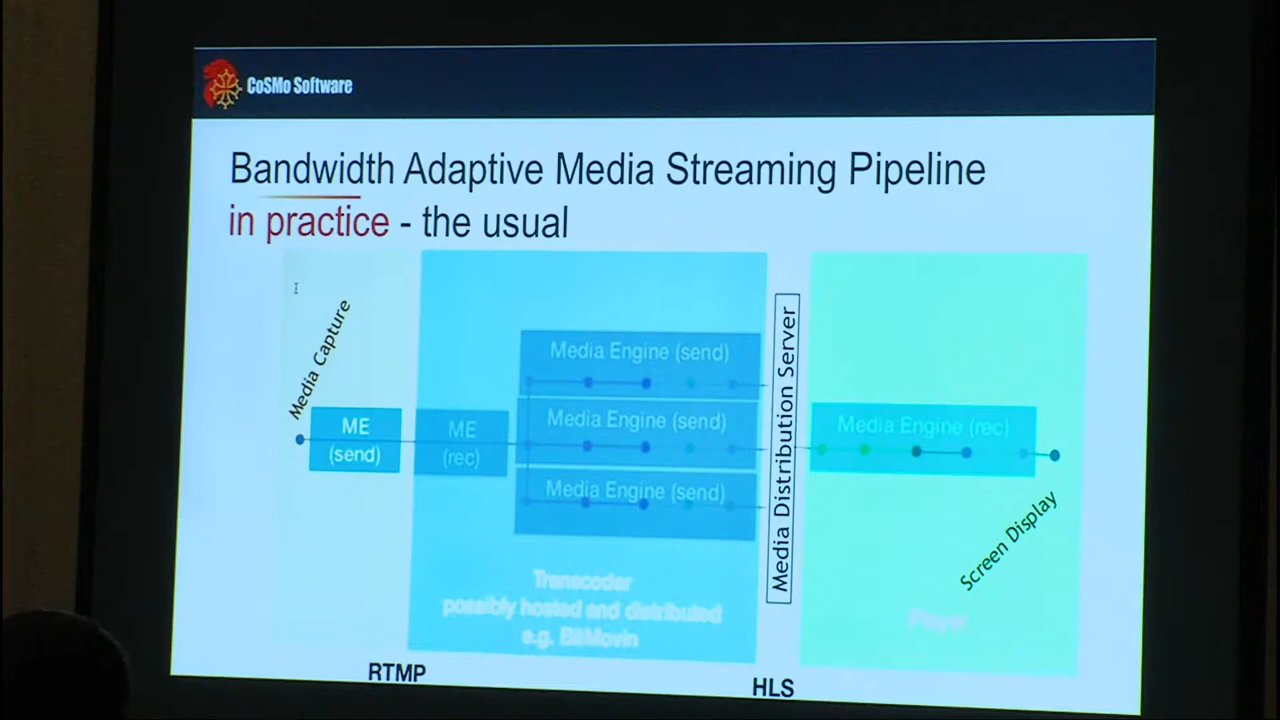 CoSMo Software
Bandwidth Adaptive Media Streaming Pipeline
in practice - the usual
Media Capture
ME
(send)
ME
(rec)
Media Engine (send)
Media Engine (send)
Media Engine (send)
Transcoder
possibly hosted and distributed
e.g. BitMovin
Media Distribution Server
Media Engine (rec)
Screen Display
RTMP
HLS